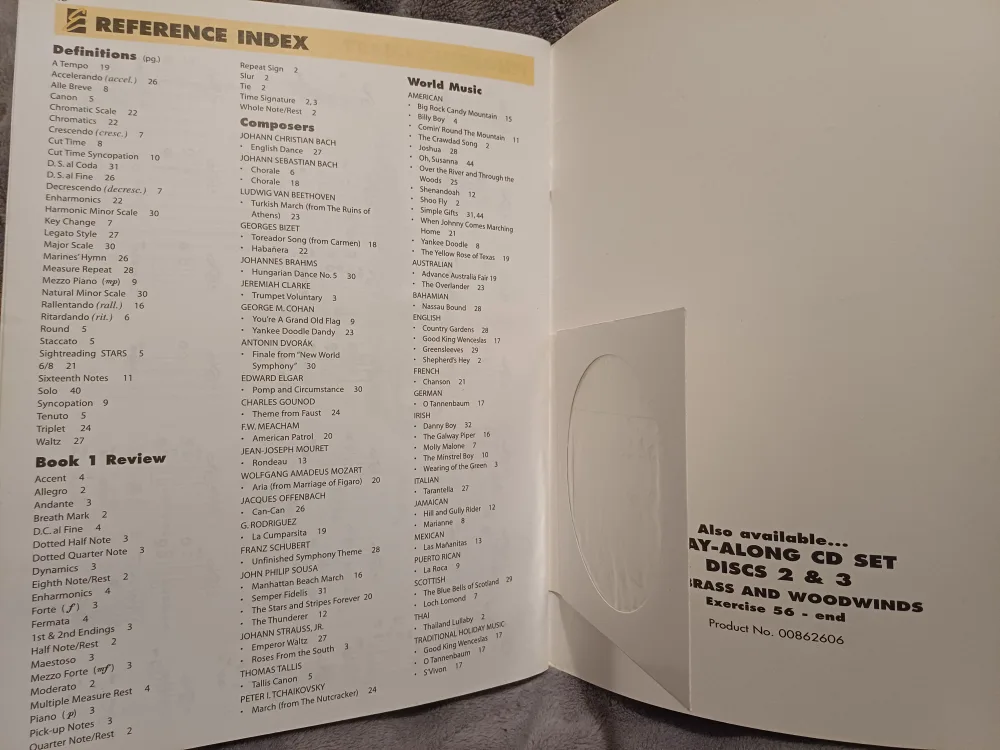 REFERENCE INDEX
Definitions (pg.)
A Tempo 19
Accelerando (accel.) 26
Alle Breve 8
Canon 5
Chromatic Scale 22
Chromatics 22
Crescendo (cresc.) 7
Cut Time 8
Cut Time Syncopation 10
D. S. al Coda 31
D. S. al Fine 26
Decrescendo (decresc.) 7
Enharmonics 22
Harmonic Minor Scale 30
Key Change 7
Legato Style 27
Major Scale 30
Marines' Hymn 26
Measure Repeat 28
Mezzo Piano (mp) 9
Natural Minor Scale 30
Rallentando (rall.) 16
Ritardando (rit.) 6
Round 5
Staccato 5
Sightreading STARS 5
6/8 21
Sixteenth Notes 11
Solo 40
Syncopation 9
Tenuto 5
Triplet 24
Waltz 27
Book 1 Review
Accent 4
Allegro 2
Andante 3
Breath Mark 2
D.C. al Fine 4
Dotted Half Note 3
Dotted Quarter Note 3
Dynamics 3
Eighth Note/Rest 2
Enharmonics 4
Forte (f) 3
Fermata 4
1st & 2nd Endings 3
Half Note/Rest 2
Maestoso 3
Mezzo Forte (mf) 3
Moderato 2
Multiple Measure Rest 4
Piano (p) 3
Pick-up Notes 3
Quarter Note/Rest 2
Repeat Sign 2
Slur 2
Tie 2
Time Signature 2, 3
Whole Note/Rest 2
Composers
JOHANN CHRISTIAN BACH
• English Dance 27
JOHANN SEBASTIAN BACH
• Chorale 6
• Chorale 18
LUDWIG VAN BEETHOVEN
• Turkish March (from The Ruins of
Athens) 23
GEORGES BIZET
• Toreador Song (from Carmen) 18
• Habañera 22
JOHANNES BRAHMS
• Hungarian Dance No. 5 30
JEREMIAH CLARKE
• Trumpet Voluntary 3
GEORGE M. COHAN
• You're A Grand Old Flag 9
• Yankee Doodle Dandy 23
ANTONIN DVORÁK
• Finale from "New World
Symphony" 30
EDWARD ELGAR
• Pomp and Circumstance 30
CHARLES GOUNOD
• Theme from Faust 24
F.W. MEACHAM
• American Patrol 20
JEAN-JOSEPH MOURET
• Rondeau 13
WOLFGANG AMADEUS MOZART
• Aria (from Marriage of Figaro) 20
JACQUES OFFENBACH
• Can-Can 26
G. RODRIGUEZ
• La Cumparsita 19
FRANZ SCHUBERT
• Unfinished Symphony Theme 28
JOHN PHILIP SOUSA
• Manhattan Beach March 16
• Semper Fidelis 31
• The Stars and Stripes Forever 20
• The Thunderer 12
JOHANN STRAUSS, JR.
• Emperor Waltz 27
• Roses From the South 3
THOMAS TALLIS
• Tallis Canon 5
PETER I. TCHAIKOVSKY
• March (from The Nutcracker) 24
World Music
AMERICAN
• Big Rock Candy Mountain 15
• Billy Boy 4
• Comin' Round The Mountain 11
• The Crawdad Song 2
• Joshua 28
• Oh, Susanna 44
• Over the River and Through the
Woods 25
• Shenandoah 12
• Shoo Fly 2
• Simple Gifts 31, 44
• When Johnny Comes Marching
Home 21
• Yankee Doodle 8
• The Yellow Rose of Texas 19
AUSTRALIAN
• Advance Australia Fair 19
• The Overlander 23
BAHAMIAN
• Nassau Bound 28
ENGLISH
• Country Gardens 28
• Good King Wenceslas 17
• Greensleeves 29
• Shepherd's Hey 2
FRENCH
• Chanson 21
GERMAN
• O Tannenbaum 17
IRISH
• Danny Boy 32
• The Galway Piper 16
• Molly Malone 7
• The Minstrel Boy 10
• Wearing of the Green 3
ITALIAN
• Tarantella 27
JAMAICAN
• Hill and Gully Rider 12
• Marianne 8
MEXICAN
• Las Mañanitas 13
PUERTO RICAN
• La Roca 9
SCOTTISH
• The Blue Bells of Scotland 29
• Loch Lomond 7
THAI
• Thailand Lullaby 2
TRADITIONAL HOLIDAY MUSIC
• Good King Wenceslas 17
• O Tannenbaum 17
• S'Vivon 17
Also available...
AY-ALONG CD SET
DISCS 2 & 3
BRASS AND WOODWINDS
Exercise 56 - end
Product No. 00862606